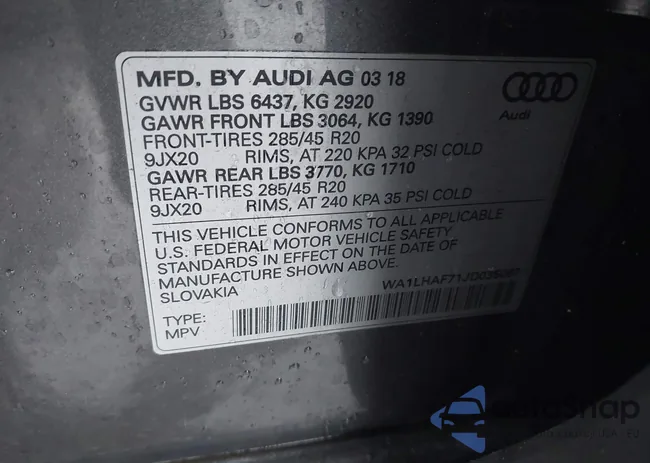 MFD. BY AUDI AG 03 18
GVWR LBS 6437, KG 2920
GAWR FRONT LBS 3064, KG 1390
FRONT-TIRES 285/45 R20
9JX20 RIMS, AT 220 KPA 32 PSI COLD
GAWR REAR LBS 3770, KG 1710
REAR-TIRES 285/45 R20
9JX20 RIMS, AT 240 KPA 35 PSI COLD
Audi
THIS VEHICLE CONFORMS TO ALL APPLICABLE
U.S. FEDERAL MOTOR VEHICLE SAFETY
STANDARDS IN EFFECT ON THE DATE OF
MANUFACTURE SHOWN ABOVE.
SLOVAKIA
TYPE:
MPV